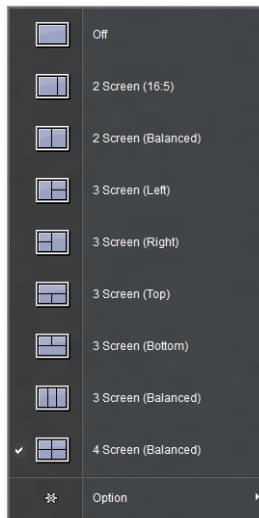 Off
2 Screen (16:5)
2 Screen (Balanced)
3 Screen (Left)
3 Screen (Right)
3 Screen (Top)
3 Screen (Bottom)
3 Screen (Balanced)
4 Screen (Balanced)
Option